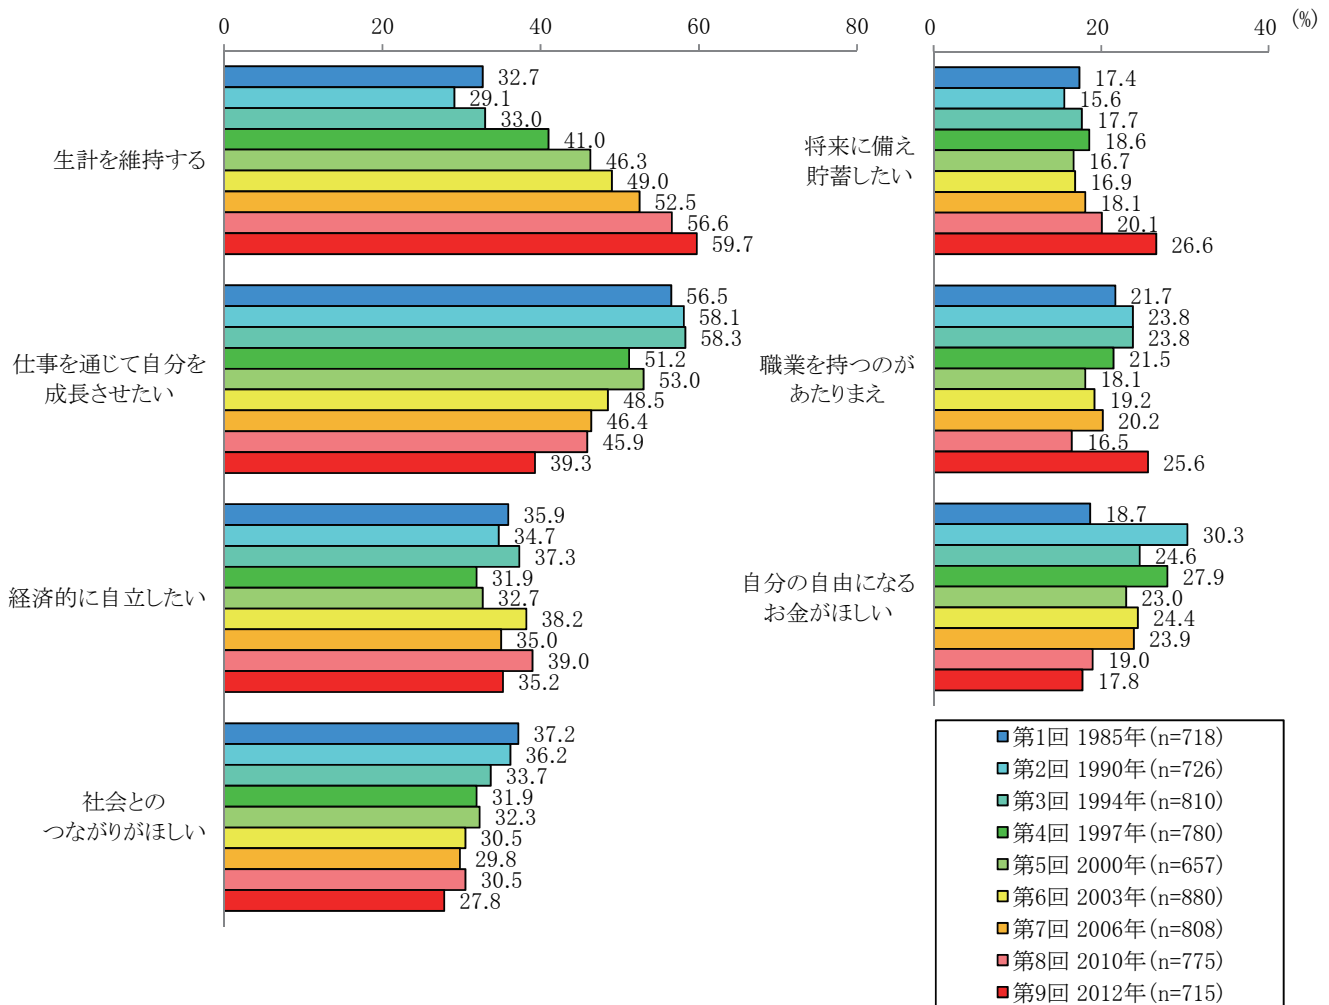 0 20 40 60 80
生計を維持する
32.7
29.1
33.0
41.0
46.3
49.0
52.5
56.6
59.7
仕事を通じて自分を
成長させたい
56.5
58.1
58.3
51.2
53.0
48.5
46.4
45.9
39.3
経済的に自立したい
35.9
34.7
37.3
31.9
32.7
38.2
35.0
39.0
35.2
社会との
つながりがほしい
37.2
36.2
33.7
31.9
32.3
30.5
29.8
30.5
27.8
0 20 40 (%)
将来に備え
貯蓄したい
17.4
15.6
17.7
18.6
16.7
16.9
18.1
20.1
26.6
職業を持つのが
あたりまえ
21.7
23.8
23.8
21.5
18.1
19.2
20.2
16.5
25.6
自分の自由になる
お金がほしい
18.7
30.3
24.6
27.9
23.0
24.4
23.9
19.0
17.8
第1回 1985年(n=718)
第2回 1990年(n=726)
第3回 1994年(n=810)
第4回 1997年(n=780)
第5回 2000年(n=657)
第6回 2003年(n=880)
第7回 2006年(n=808)
第8回 2010年(n=775)
第9回 2012年(n=715)